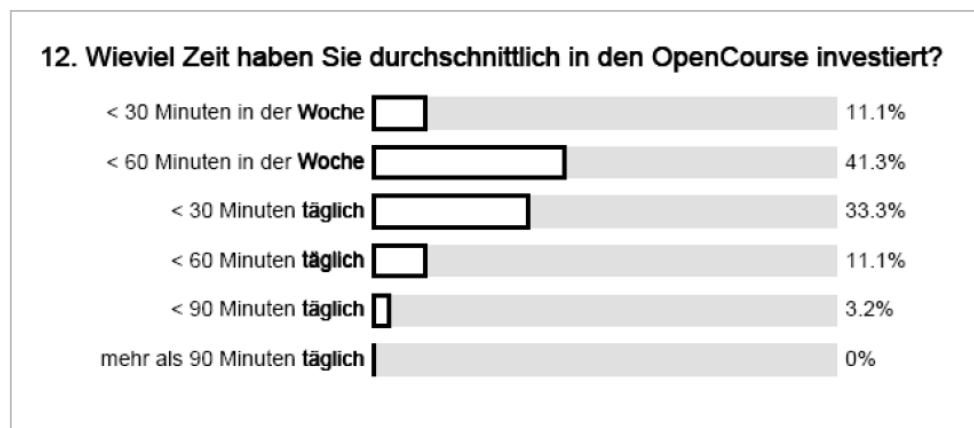 12. Wieviel Zeit haben Sie durchschnittlich in den OpenCourse investiert?
< 30 Minuten in der Woche 11.1%
< 60 Minuten in der Woche 41.3%
< 30 Minuten täglich 33.3%
< 60 Minuten täglich 11.1%
< 90 Minuten täglich 3.2%
mehr als 90 Minuten täglich 0%